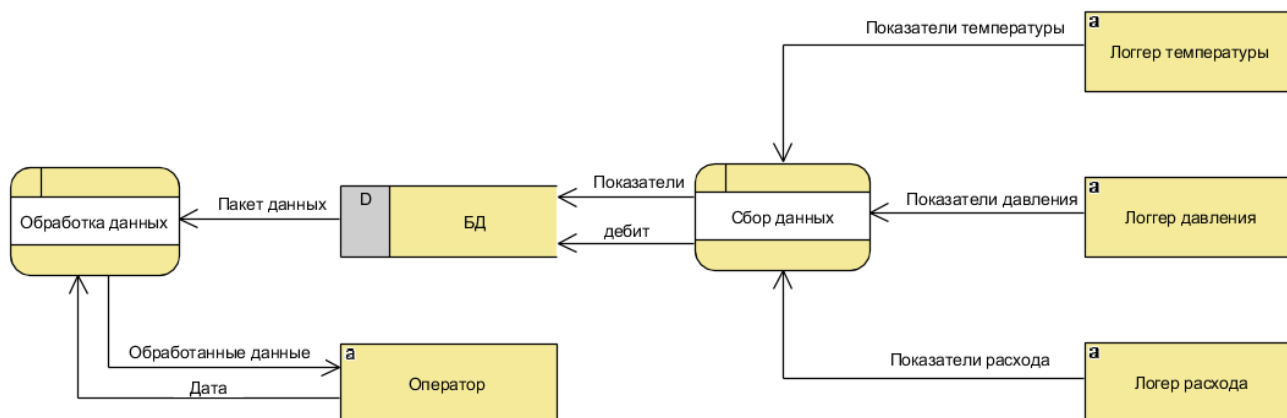 Показатели температуры
a
Логгер температуры
Обработка данных
Пакет данных
D
БД
Показатели
дебит
Сбор данных
Показатели давления
a
Логгер давления
Обработанные данные
Дата
a
Оператор
Показатели расхода
a
Логер расхода